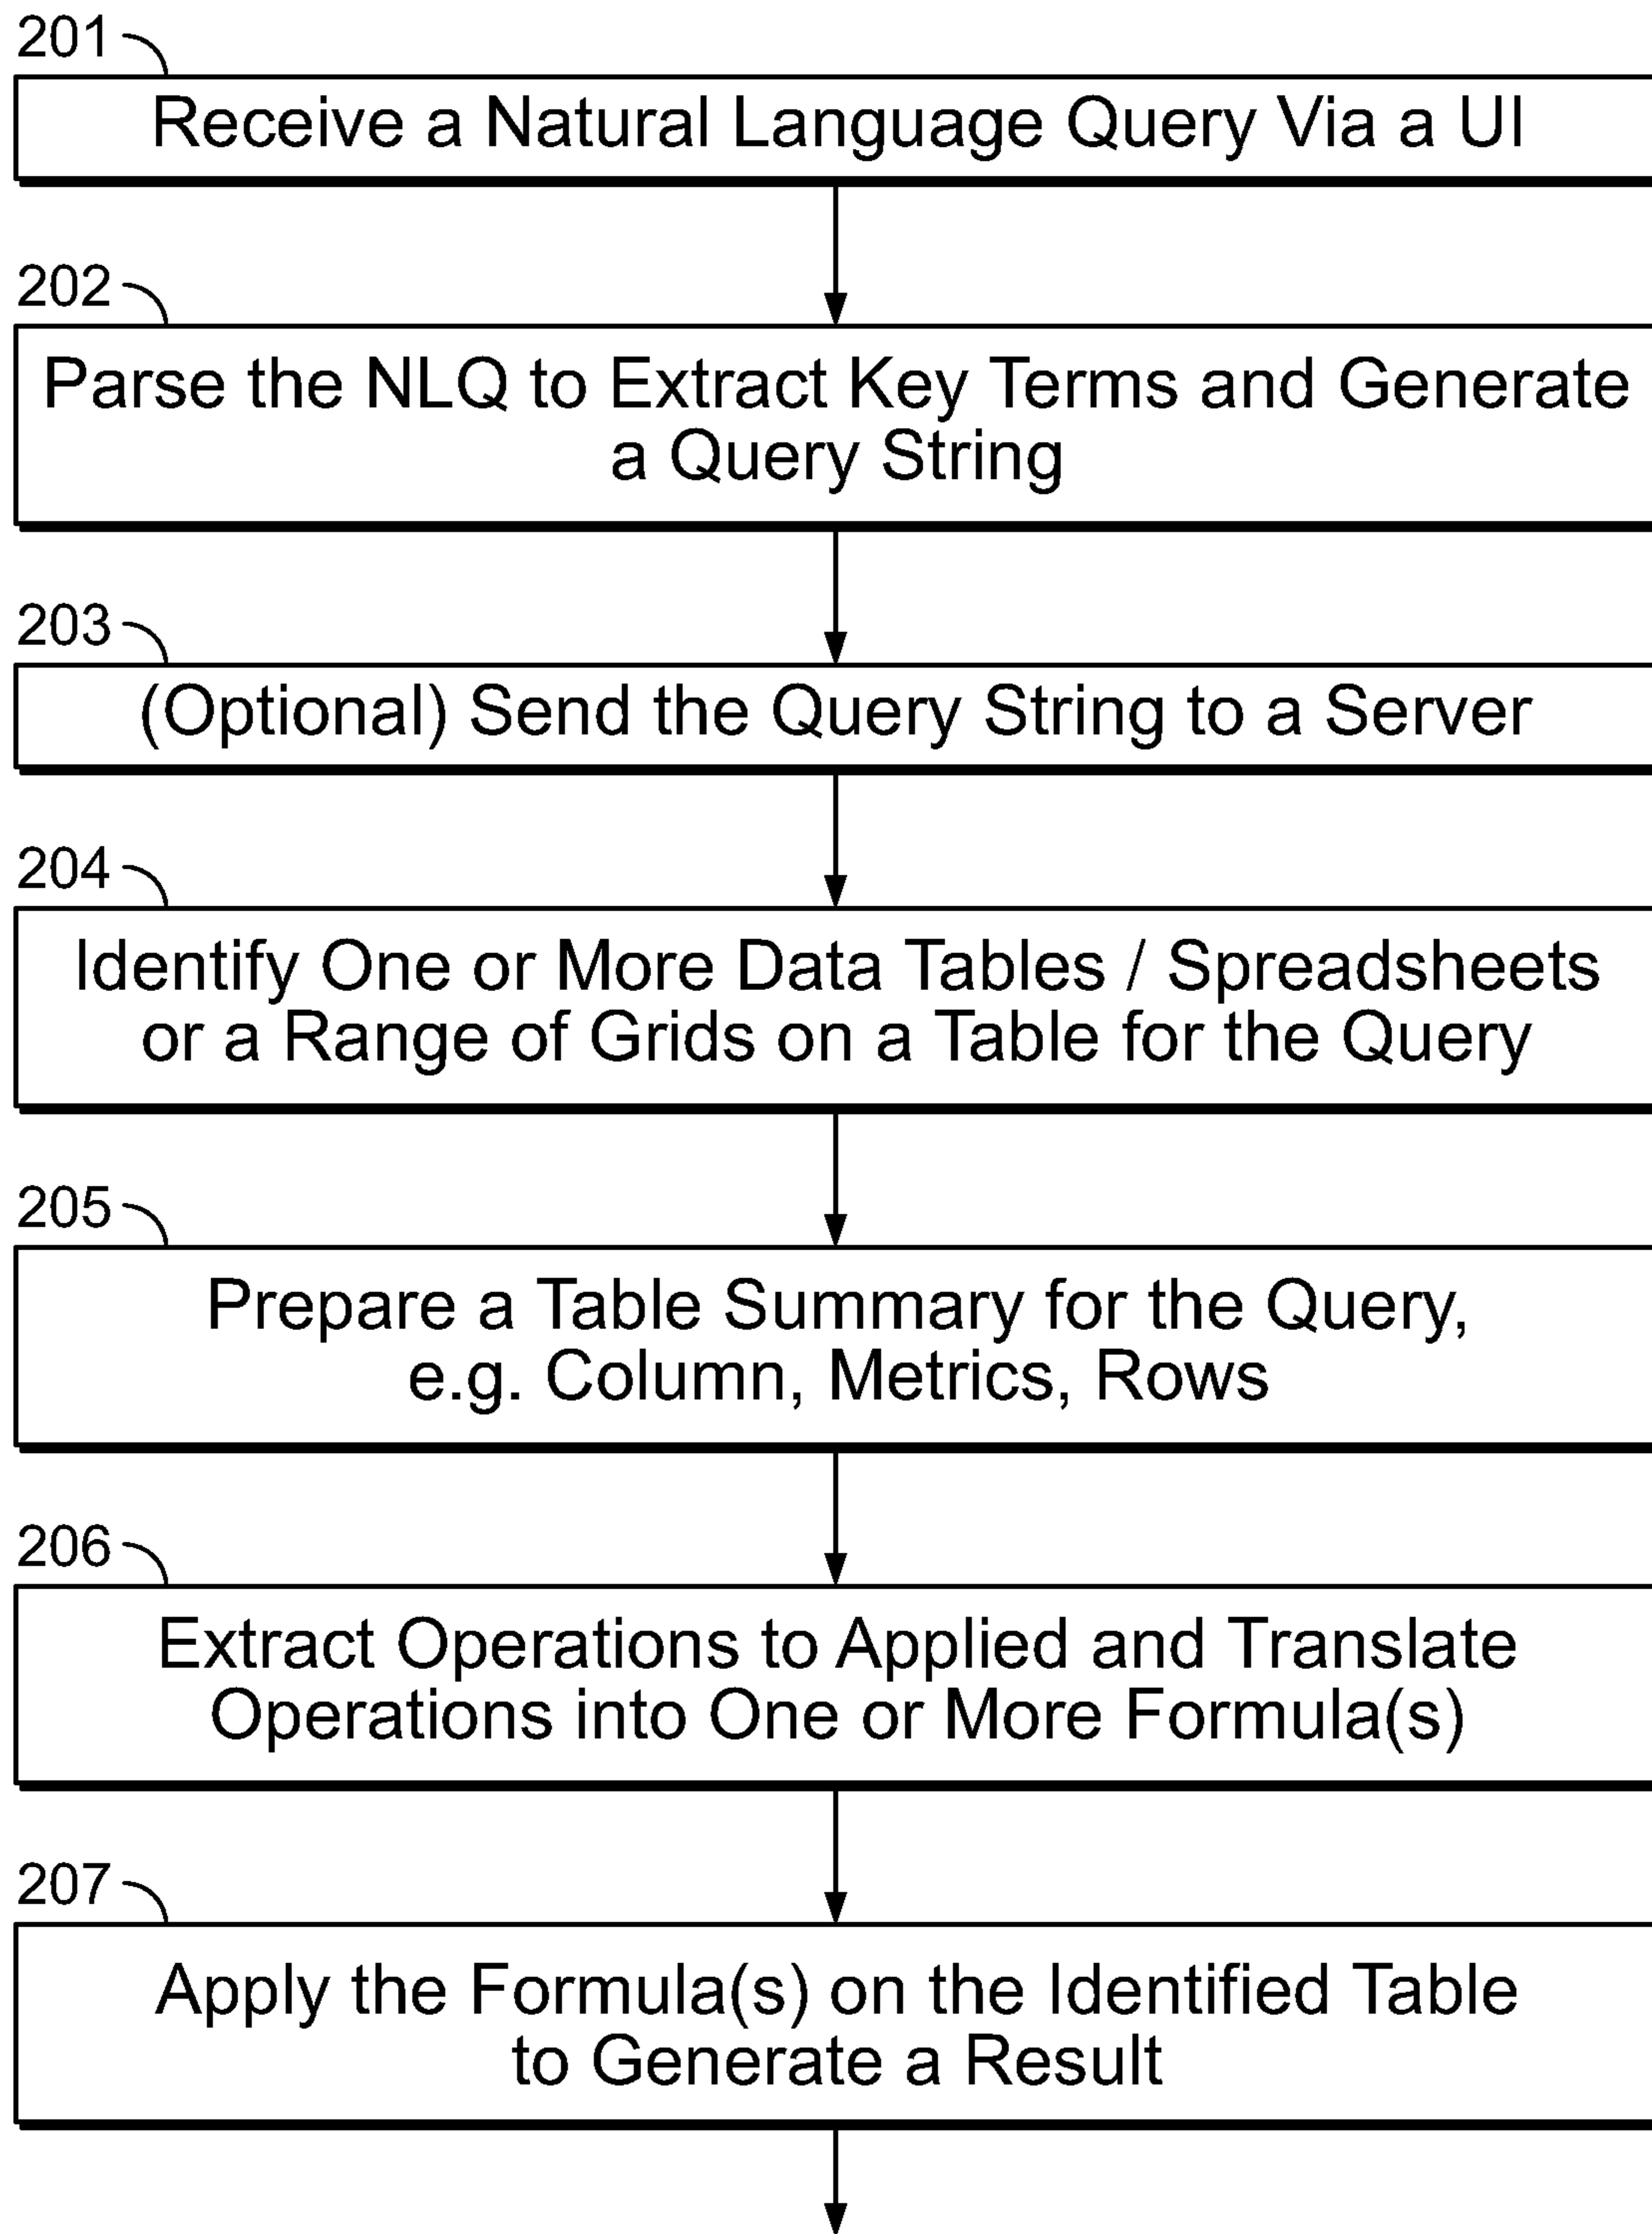 201
Receive a Natural Language Query Via a UI
202
Parse the NLQ to Extract Key Terms and Generate
a Query String
203
(Optional) Send the Query String to a Server
204
Identify One or More Data Tables / Spreadsheets
or a Range of Grids on a Table for the Query
205
Prepare a Table Summary for the Query,
e.g. Column, Metrics, Rows
206
Extract Operations to Applied and Translate
Operations into One or More Formula(s)
207
Apply the Formula(s) on the Identified Table
to Generate a Result